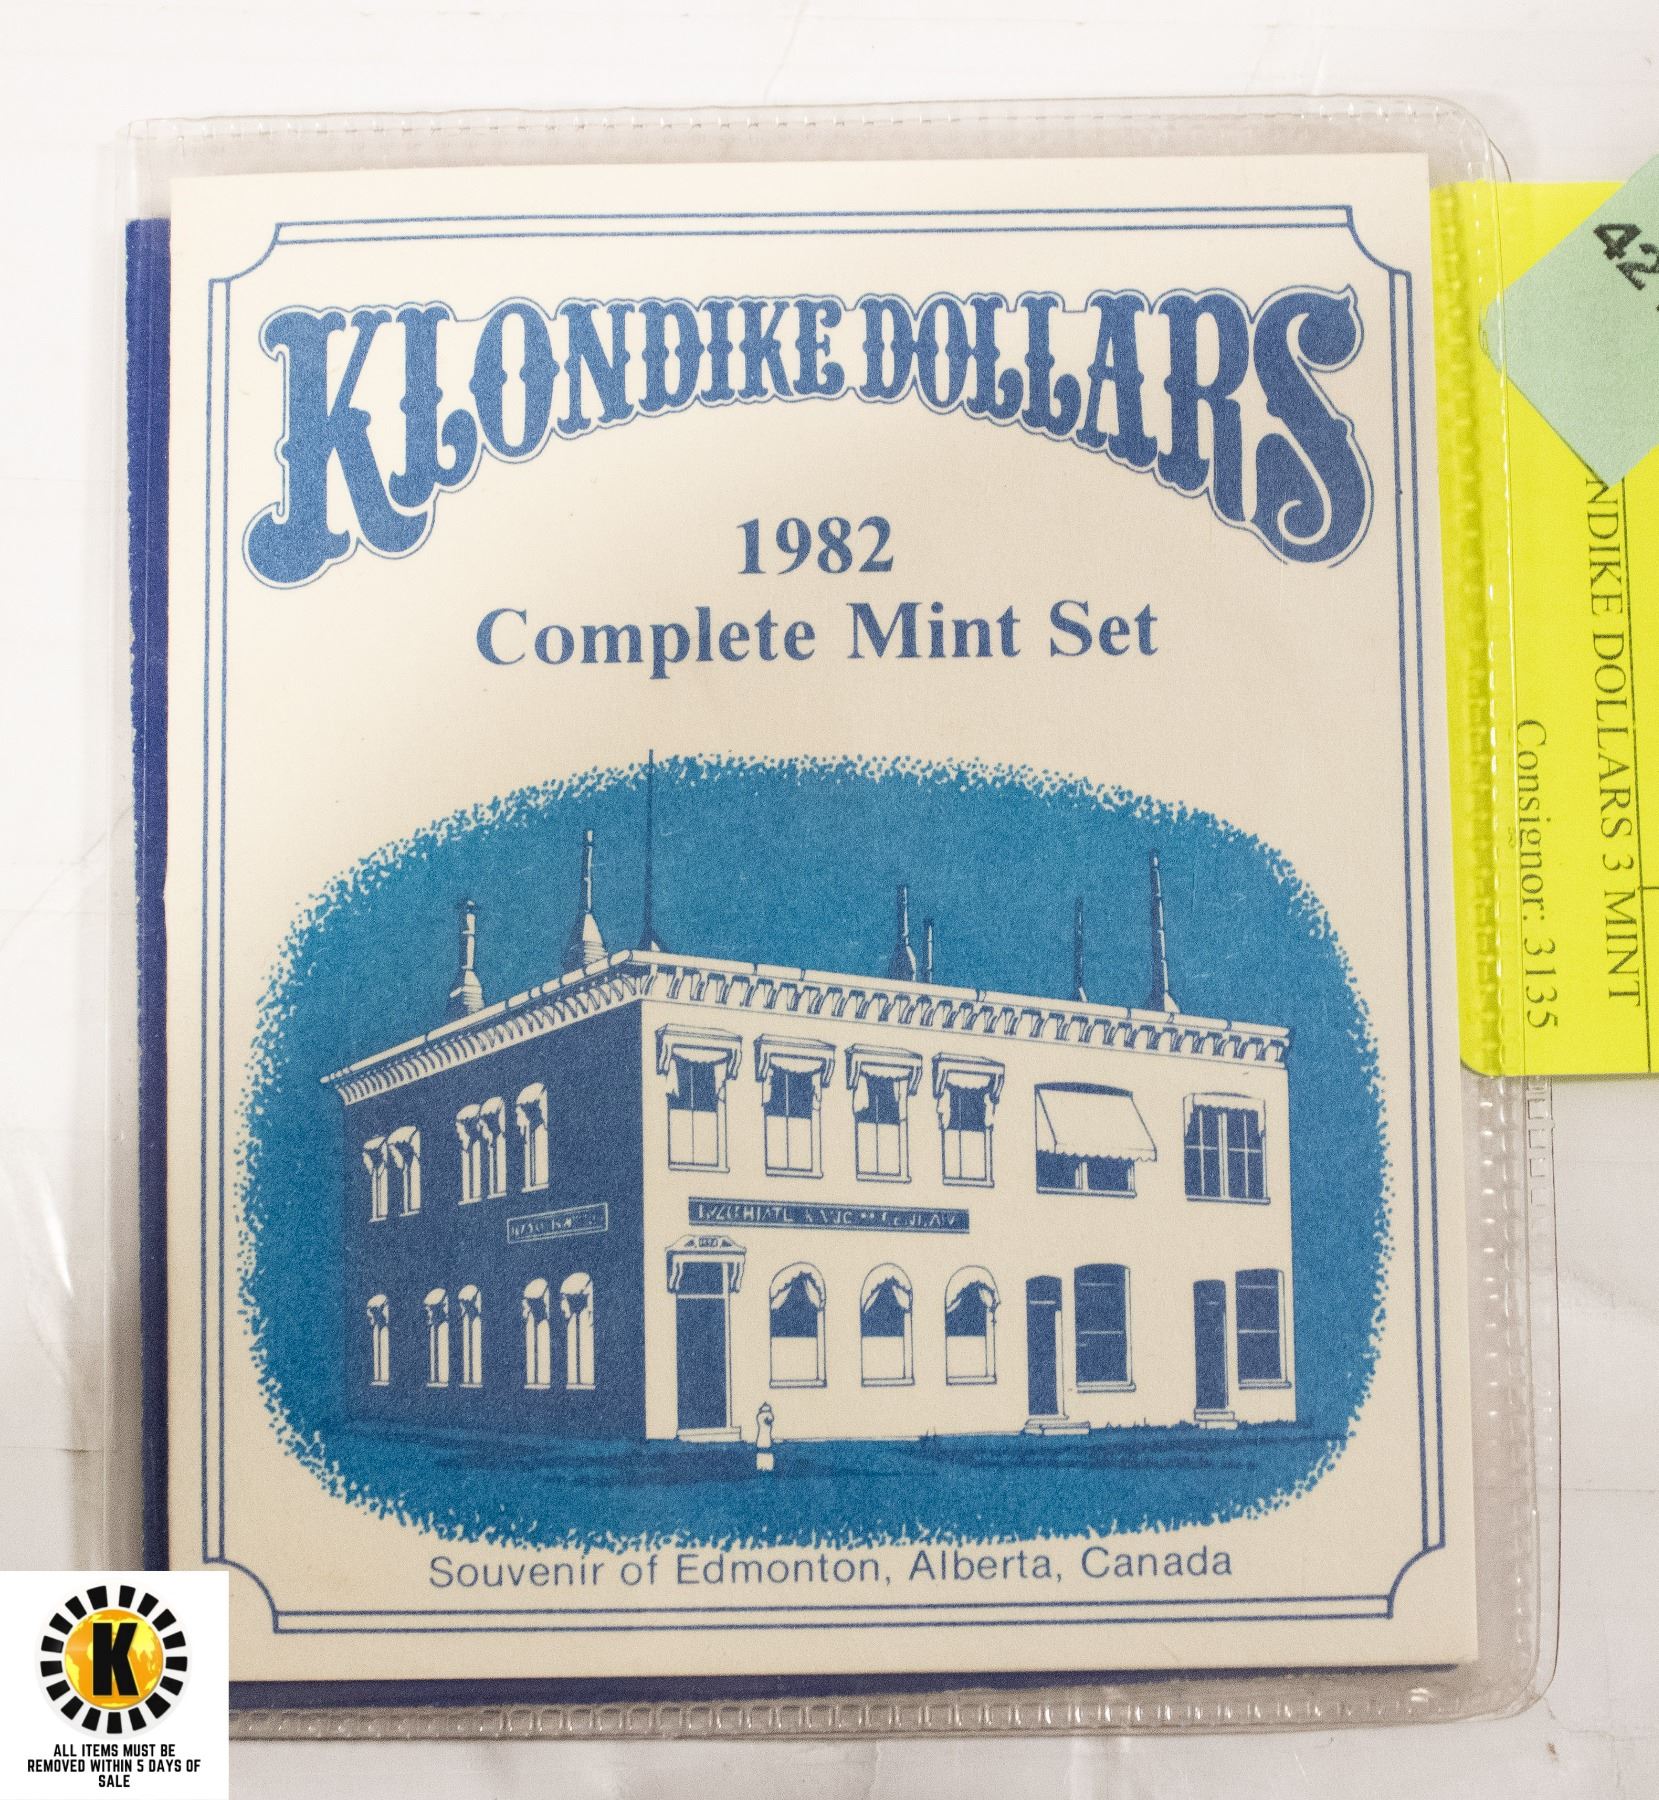 KLONDIKE DOLLARS
1982
Complete Mint Set
Souvenir of Edmonton, Alberta, Canada
42
NDIKE DOLLARS 3 MINT
Consignor: 3135
K
ALL ITEMS MUST BE
REMOVED WITHIN 5 DAYS OF
SALE